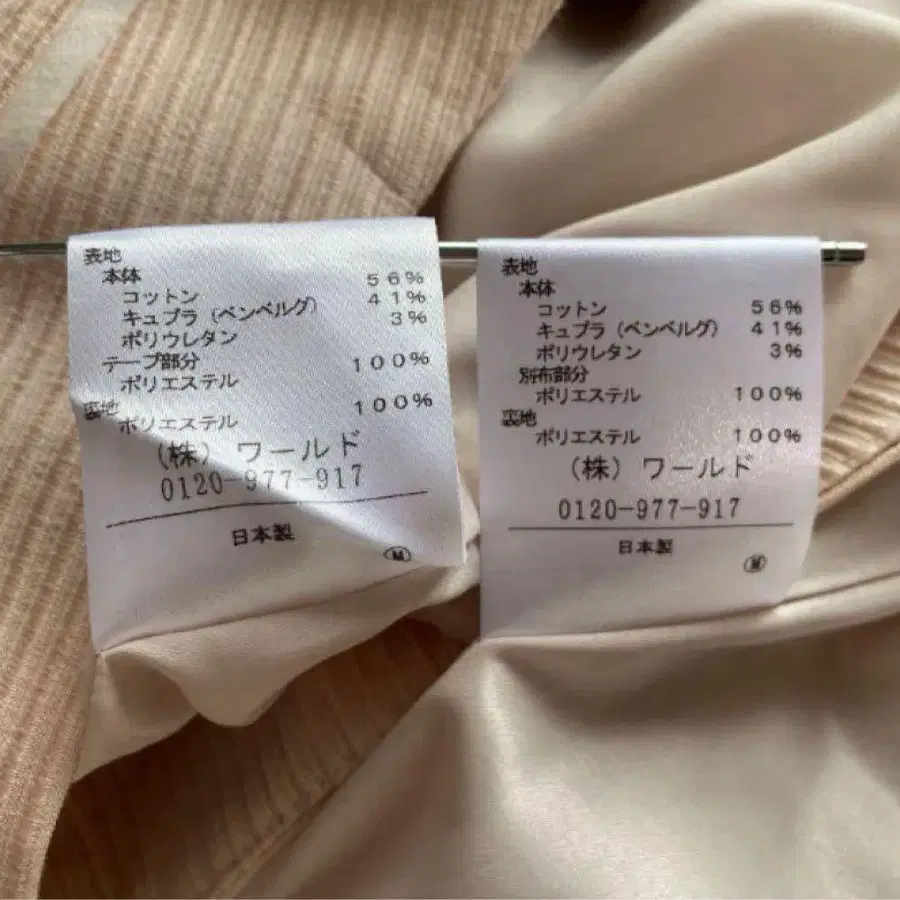 表地
本体
コットン 56%
キュプラ（ベンベルグ） 41%
ポリウレタン 3%
テープ部分
ポリエステル 100%
裏地
ポリエステル 100%
（株）ワールド
0120-977-917
日本製
Ⓜ
表地
本体
コットン 56%
キュプラ（ベンベルグ） 41%
ポリウレタン 3%
別布部分
ポリエステル 100%
裏地
ポリエステル 100%
（株）ワールド
0120-977-917
日本製
Ⓜ